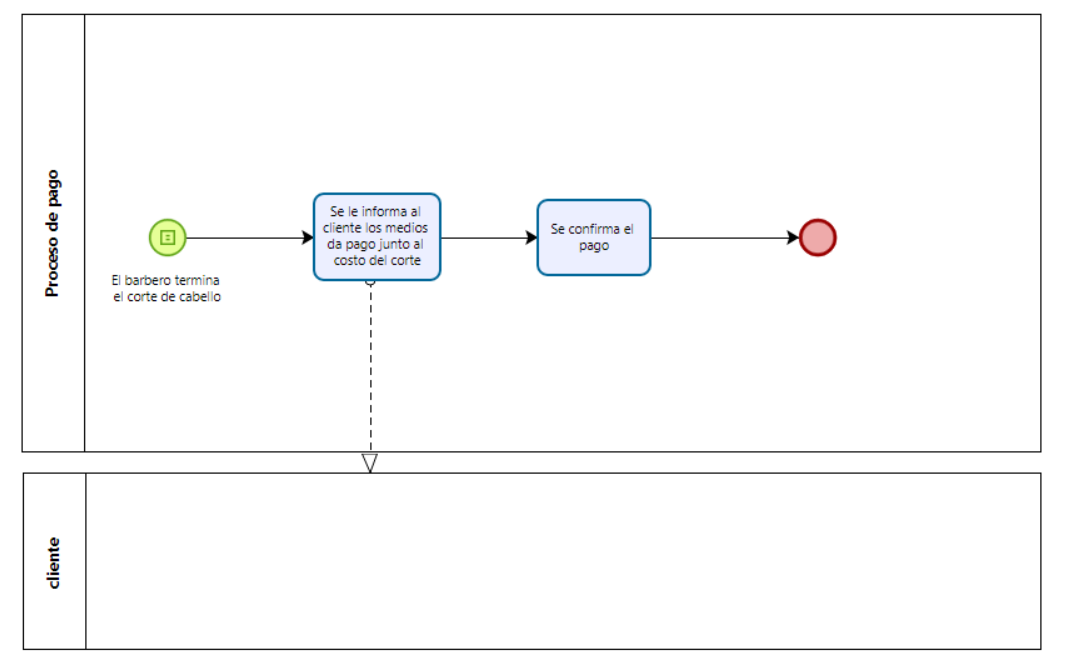 Proceso de pago
El barbero termina
el corte de cabello
Se le informa al
cliente los medios
da pago junto al
costo del corte
Se confirma el
pago
cliente